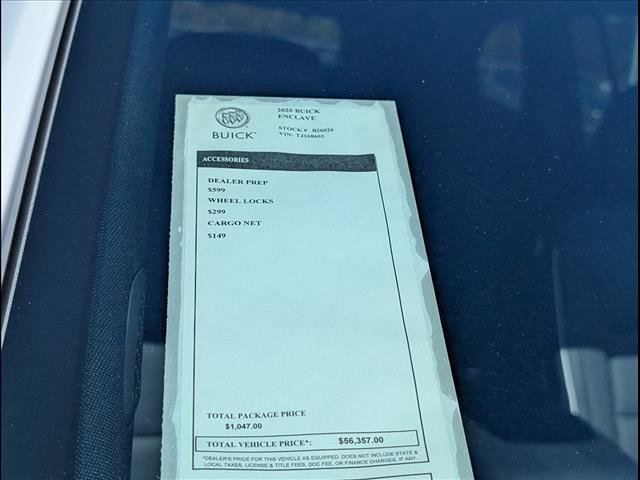 BUICK
2026 BUICK
ENCLAVE
STOCK # B26020
VIN: TJ168603
ACCESSORIES
DEALER PREP
$599
WHEEL LOCKS
$299
CARGO NET
$149
TOTAL PACKAGE PRICE
$1,047.00
TOTAL VEHICLE PRICE*: $56,357.00
*DEALER'S PRICE FOR THIS VEHICLE AS EQUIPPED. DOES NOT INCLUDE STATE &
LOCAL TAXES, LICENSE & TITLE FEES, DOC FEE, OR FINANCE CHARGES, IF ANY.